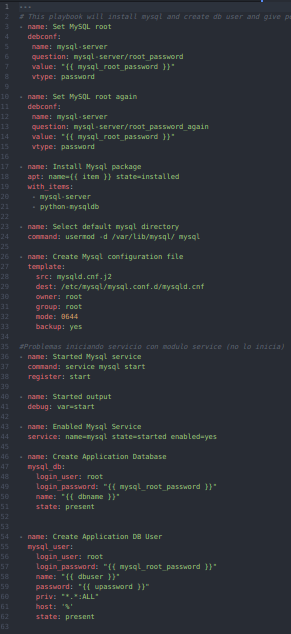 1 ---
2 # This playbook will install mysql and create db user and give
3 - name: Set MySQL root
4 debconf:
5 name: mysql-server
6 question: mysql-server/root_password
7 value: "{{ mysql_root_password }}"
8 vtype: password
9
10 - name: Set MySQL root again
11 debconf:
12 name: mysql-server
13 question: mysql-server/root_password_again
14 value: "{{ mysql_root_password }}"
15 vtype: password
16
17 - name: Install Mysql package
18 apt: name={{ item }} state=installed
19 with_items:
20 - mysql-server
21 - python-mysqldb
22
23 - name: Select default mysql directory
24 command: usermod -d /var/lib/mysql/ mysql
25
26 - name: Create Mysql configuration file
27 template:
28 src: mysqld.cnf.j2
29 dest: /etc/mysql/mysql.conf.d/mysqld.cnf
30 owner: root
31 group: root
32 mode: 0644
33 backup: yes
34
35 #Problemas iniciando servicio con modulo service (no lo inicia)
36 - name: Started Mysql service
37 command: service mysql start
38 register: start
39
40 - name: Started output
41 debug: var=start
42
43 - name: Enabled Mysql Service
44 service: name=mysql state=started enabled=yes
45
46 - name: Create Application Database
47 mysql_db:
48 login_user: root
49 login_password: "{{ mysql_root_password }}"
50 name: "{{ dbname }}"
51 state: present
52
53
54 - name: Create Application DB User
55 mysql_user:
56 login_user: root
57 login_password: "{{ mysql_root_password }}"
58 name: "{{ dbuser }}"
59 password: "{{ upassword }}"
60 priv: "*.*:ALL"
61 host: '%'
62 state: present
63